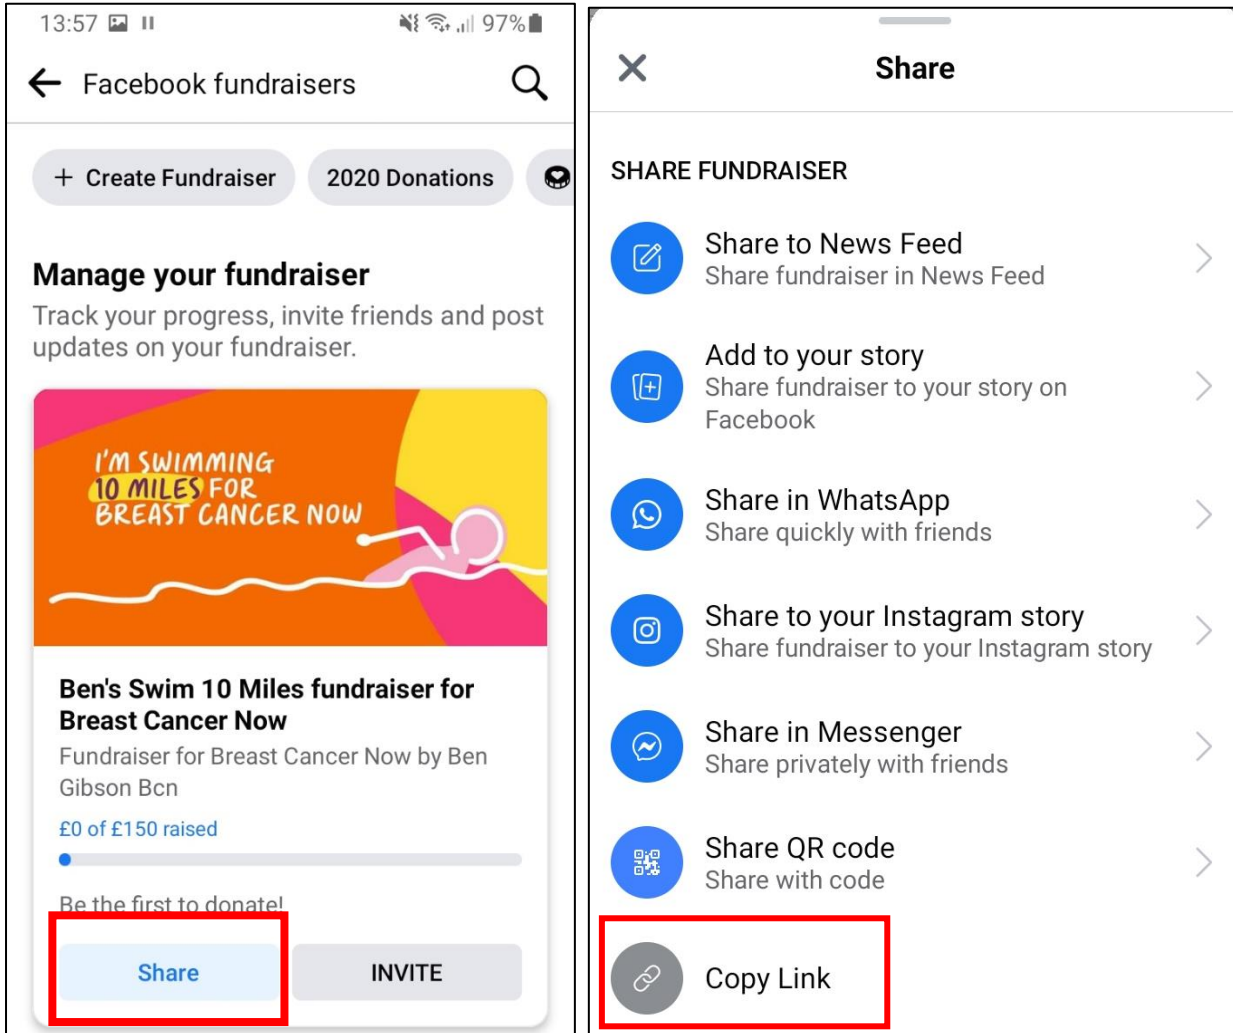 13:57
97%
Facebook fundraisers
+ Create Fundraiser
2020 Donations
Manage your fundraiser
Track your progress, invite friends and post
updates on your fundraiser.
I'M SWIMMING
10 MILES FOR
BREAST CANCER NOW
Ben's Swim 10 Miles fundraiser for
Breast Cancer Now
Fundraiser for Breast Cancer Now by Ben
Gibson Bcn
£0 of £150 raised
Be the first to donate!
Share
INVITE
Share
SHARE FUNDRAISER
Share to News Feed
Share fundraiser in News Feed
Add to your story
Share fundraiser to your story on
Facebook
Share in WhatsApp
Share quickly with friends
Share to your Instagram story
Share fundraiser to your Instagram story
Share in Messenger
Share privately with friends
Share QR code
Share with code
Copy Link